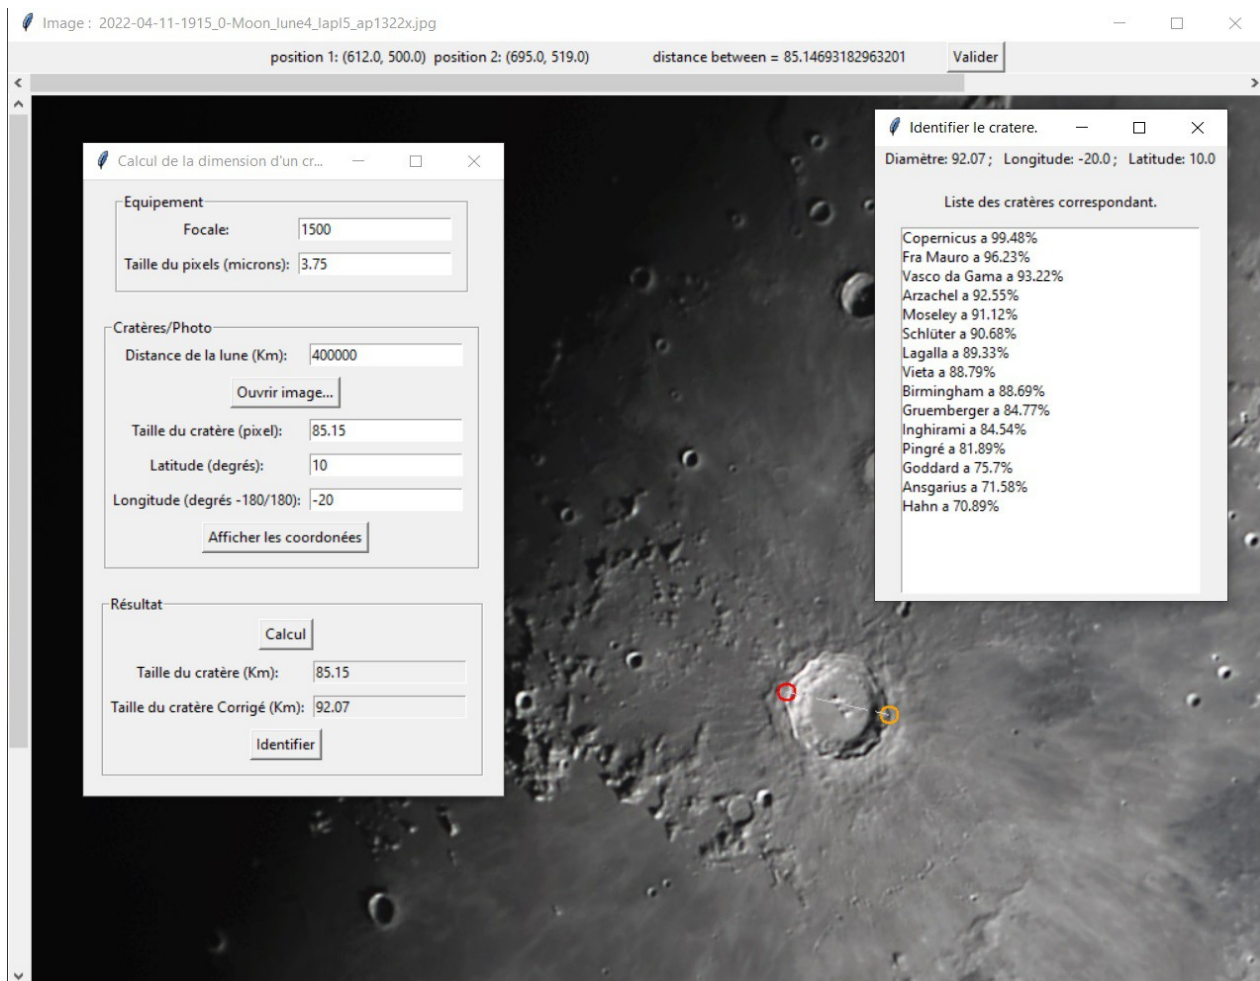 Image : 2022-04-11-1915_0-Moon_lune4_lapl5_ap1322x.jpg
position 1: (612.0, 500.0) position 2: (695.0, 519.0) distance between = 85.14693182963201 Valider
Calcul de la dimension d'un cr...
Equipement
Focale: 1500
Taille du pixels (microns): 3.75
Cratères/Photo
Distance de la lune (Km): 400000
Ouvrir image...
Taille du cratère (pixel): 85.15
Latitude (degrés): 10
Longitude (degrés -180/180): -20
Afficher les coordonées
Résultat
Calcul
Taille du cratère (Km): 85.15
Taille du cratère Corrigé (Km): 92.07
Identifier
Identifier le cratere.
Diamètre: 92.07 ; Longitude: -20.0 ; Latitude: 10.0
Liste des cratères correspondant.
Copernicus a 99.48%
Fra Mauro a 96.23%
Vasco da Gama a 93.22%
Arzachel a 92.55%
Moseley a 91.12%
Schlüter a 90.68%
Lagalla a 89.33%
Vieta a 88.79%
Birmingham a 88.69%
Gruemberger a 84.77%
Inghirami a 84.54%
Pingré a 81.89%
Goddard a 75.7%
Ansgarius a 71.58%
Hahn a 70.89%